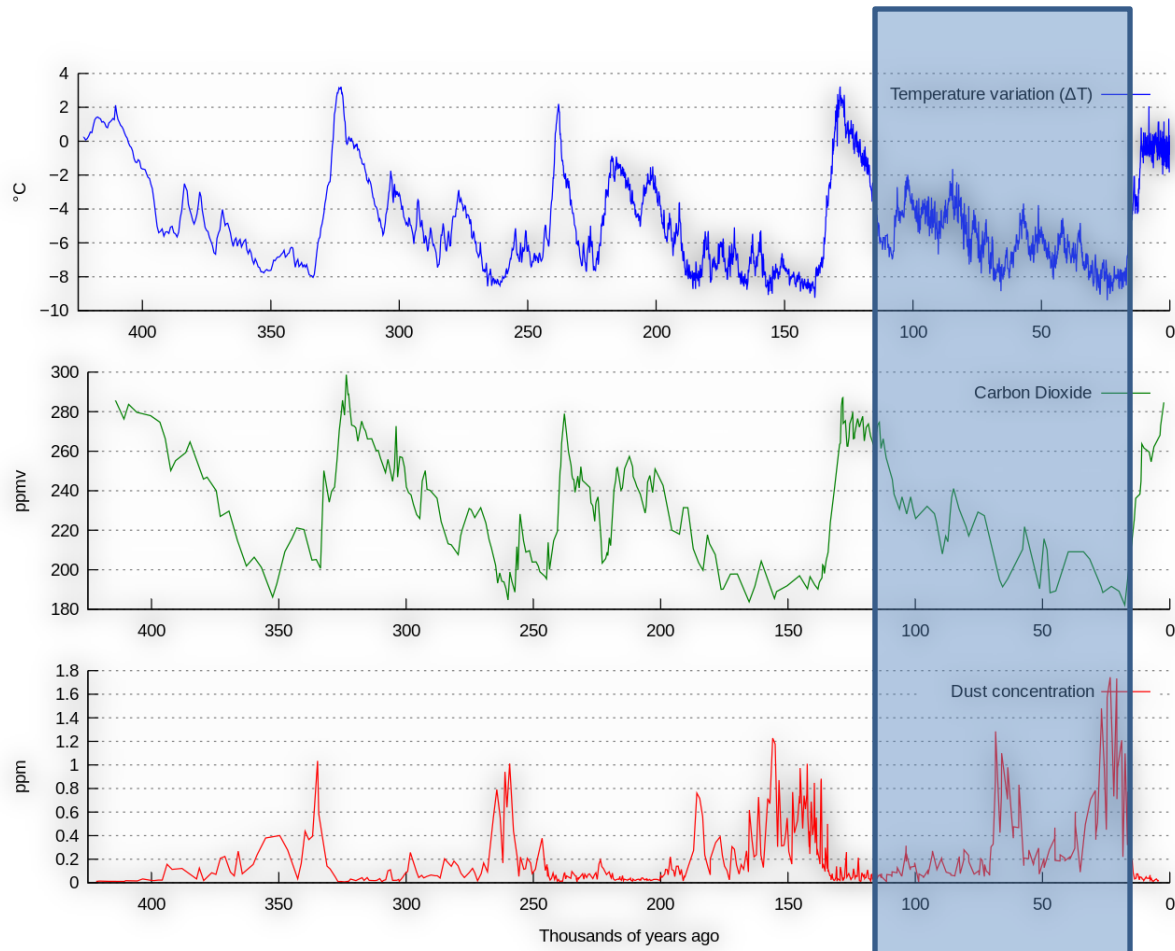 4
2
0
−2
−4
−6
−8
−10
°C
Temperature variation (ΔT)
400 350 300 250 200 150 100 50 0
300
280
260
240
220
200
180
ppmv
Carbon Dioxide
400 350 300 250 200 150 100 50 0
1.8
1.6
1.4
1.2
1
0.8
0.6
0.4
0.2
0
ppm
Dust concentration
400 350 300 250 200 150 100 50 0
Thousands of years ago